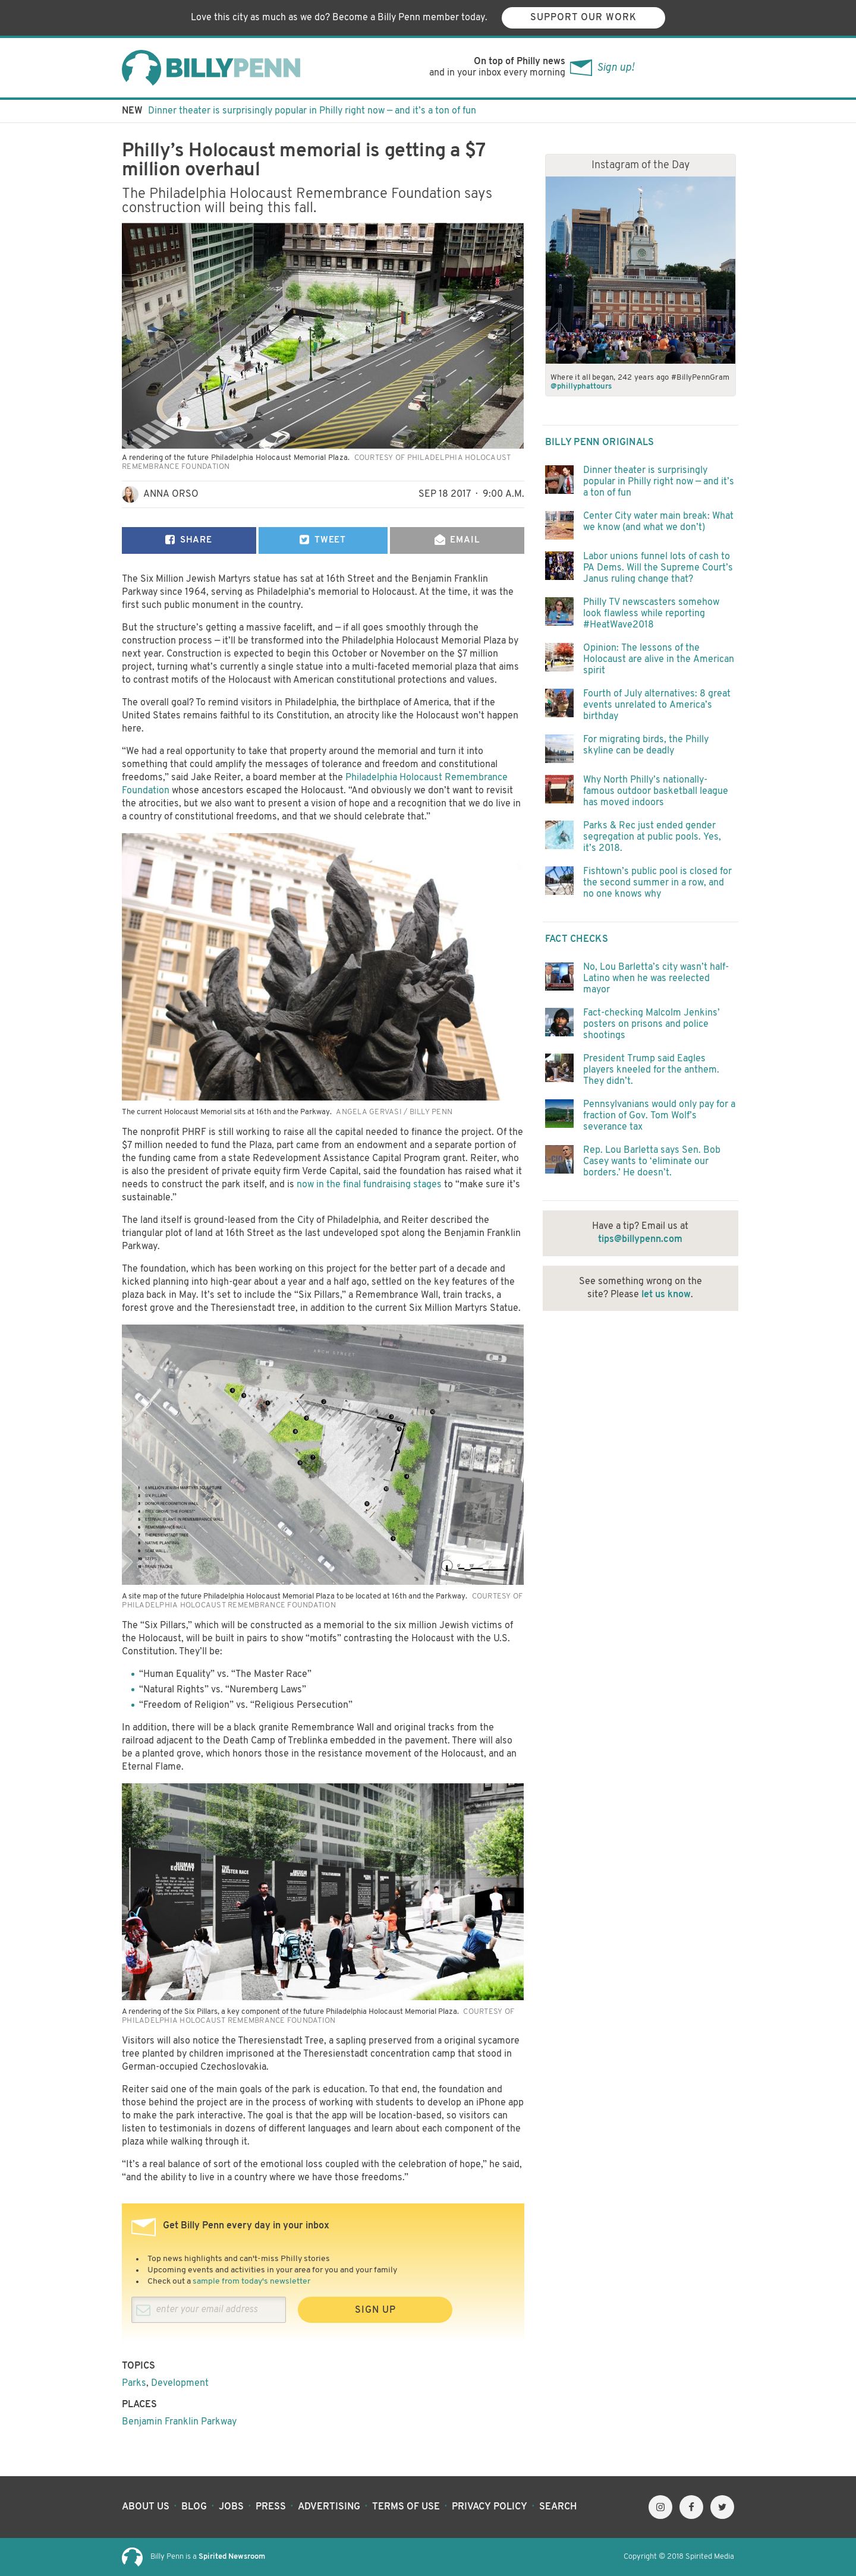 Love this city as much as we do? Become a Billy Penn member today.
SUPPORT OUR WORK
BILLYPENN
On top of Philly news
and in your inbox every morning
Sign up!
NEW Dinner theater is surprisingly popular in Philly right now — and it’s a ton of fun
Philly’s Holocaust memorial is getting a $7
million overhaul
The Philadelphia Holocaust Remembrance Foundation says
construction will being this fall.
A rendering of the future Philadelphia Holocaust Memorial Plaza. COURTESY OF PHILADELPHIA HOLOCAUST
REMEMBRANCE FOUNDATION
ANNA ORSO
SEP 18 2017 · 9:00 A.M.
SHARE
TWEET
EMAIL
The Six Million Jewish Martyrs statue has sat at 16th Street and the Benjamin Franklin
Parkway since 1964, serving as Philadelphia’s memorial to Holocaust. At the time, it was the
first such public monument in the country.
But the structure’s getting a massive facelift, and — if all goes smoothly through the
construction process — it’ll be transformed into the Philadelphia Holocaust Memorial Plaza by
next year. Construction is expected to begin this October or November on the $7 million
project, turning what’s currently a single statue into a multi-faceted memorial plaza that aims
to contrast motifs of the Holocaust with American constitutional protections and values.
The overall goal? To remind visitors in Philadelphia, the birthplace of America, that if the
United States remains faithful to its Constitution, an atrocity like the Holocaust won’t happen
here.
“We had a real opportunity to take that property around the memorial and turn it into
something that could amplify the messages of tolerance and freedom and constitutional
freedoms,” said Jake Reiter, a board member at the Philadelphia Holocaust Remembrance
Foundation whose ancestors escaped the Holocaust. “And obviously we don’t want to revisit
the atrocities, but we also want to present a vision of hope and a recognition that we do live in
a country of constitutional freedoms, and that we should celebrate that.”
The current Holocaust Memorial sits at 16th and the Parkway. ANGELA GERVASI / BILLY PENN
The nonprofit PHRF is still working to raise all the capital needed to finance the project. Of the
$7 million needed to fund the Plaza, part came from an endowment and a separate portion of
the funding came from a state Redevelopment Assistance Capital Program grant. Reiter, who
is also the president of private equity firm Verde Capital, said the foundation has raised what it
needs to construct the park itself, and is now in the final fundraising stages to “make sure it’s
sustainable.”
The land itself is ground-leased from the City of Philadelphia, and Reiter described the
triangular plot of land at 16th street as the last undeveloped spot along the Benjamin Franklin
Parkway.
The foundation, which has been working on this project for the better part of a decade and
kicked planning into high-gear about a year and a half ago, settled on the key features of the
plaza back in May. It’s set to include the “Six Pillars,” a Remembrance Wall, train tracks, a
forest grove and the Theresienstadt tree, in addition to the current Six Million Martyrs Statue.
A site map of the future Philadelphia Holocaust Memorial Plaza to be located at 16th and the Parkway. COURTESY OF
PHILADELPHIA HOLOCAUST REMEMBRANCE FOUNDATION
The “Six Pillars,” which will be constructed as a memorial to the six million Jewish victims of
the Holocaust, will be built in pairs to show “motifs” contrasting the Holocaust with the U.S.
Constitution. They’ll be:
• “Human Equality” vs. “The Master Race”
• “Natural Rights” vs. “Nuremberg Laws”
• “Freedom of Religion” vs. “Religious Persecution”
In addition, there will be a black granite Remembrance Wall and original tracks from the
railroad adjacent to the Death Camp of Treblinka embedded in the pavement. There will also
be a planted grove, which honors those in the resistance movement of the Holocaust, and an
Eternal Flame.
HUMAN
EQUALITY
THE
MASTER RACE
A rendering of the Six Pillars, a key component of the future Philadelphia Holocaust Memorial Plaza. COURTESY OF
PHILADELPHIA HOLOCAUST REMEMBRANCE FOUNDATION
Visitors will also notice the Theresienstadt Tree, a sapling preserved from a original sycamore
tree planted by children imprisoned at the Theresienstadt concentration camp that stood in
German-occupied Czechoslovakia.
Reiter said one of the main goals of the park is education. To that end, the foundation and
those behind the project are in the process of working with students to develop an iPhone app
to make the park interactive. The goal is that the app will be location-based, so visitors can
listen to testimonials in dozens of different languages and learn about each component of the
plaza while walking through it.
“It’s a real balance of sort of the emotional loss coupled with the celebration of hope,” he said,
“and the ability to live in a country where we have those freedoms.”
Get Billy Penn every day in your inbox
• Top news highlights and can't-miss Philly stories
• Upcoming events and activities in your area for you and your family
• Check out a sample from today's newsletter
enter your email address
SIGN UP
TOPICS
Parks, Development
PLACES
Benjamin Franklin Parkway
Instagram of the Day
Where it all began, 242 years ago #BillyPennGram
@phillyphattours
BILLY PENN ORIGINALS
Dinner theater is surprisingly
popular in Philly right now — and it’s
a ton of fun
Center City water main break: What
we know (and what we don’t)
Labor unions funnel lots of cash to
PA Dems. Will the Supreme Court’s
Janus ruling change that?
Philly TV newscasters somehow
look flawless while reporting
#HeatWave2018
Opinion: The lessons of the
Holocaust are alive in the American
spirit
Fourth of July alternatives: 8 great
events unrelated to America’s
birthday
For migrating birds, the Philly
skyline can be deadly
Why North Philly’s nationally-
famous outdoor basketball league
has moved indoors
Parks & Rec just ended gender
segregation at public pools. Yes,
it’s 2018.
Fishtown’s public pool is closed for
the second summer in a row, and
no one knows why
FACT CHECKS
No, Lou Barletta’s city wasn’t half-
Latino when he was reelected
mayor
Fact-checking Malcolm Jenkins’
posters on prisons and police
shootings
President Trump said Eagles
players kneeled for the anthem.
They didn’t.
Pennsylvanians would only pay for a
fraction of Gov. Tom Wolf’s
severance tax
Rep. Lou Barletta says Sen. Bob
Casey wants to ‘eliminate our
borders.’ He doesn’t.
Have a tip? Email us at
tips@billypenn.com
See something wrong on the
site? Please let us know.
ABOUT US · BLOG · JOBS · PRESS · ADVERTISING · TERMS OF USE · PRIVACY POLICY · SEARCH
Billy Penn is a Spirited Newsroom
Copyright © 2018 Spirited Media